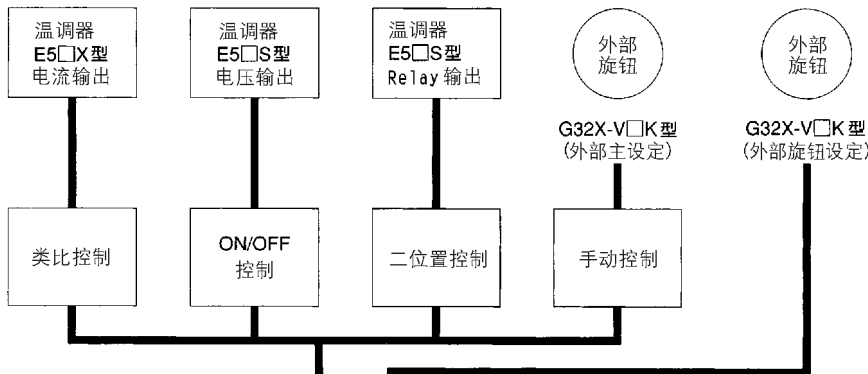 温调器
E5□X型
电流输出
温调器
E5□S型
电压输出
温调器
E5□S型
Relay 输出
外部
旋钮
G32X-V□K型
(外部主设定)
外部
旋钮
G32X-V□K型
(外部旋钮设定)
类比控制
ON/OFF
控制
二位置控制
手动控制